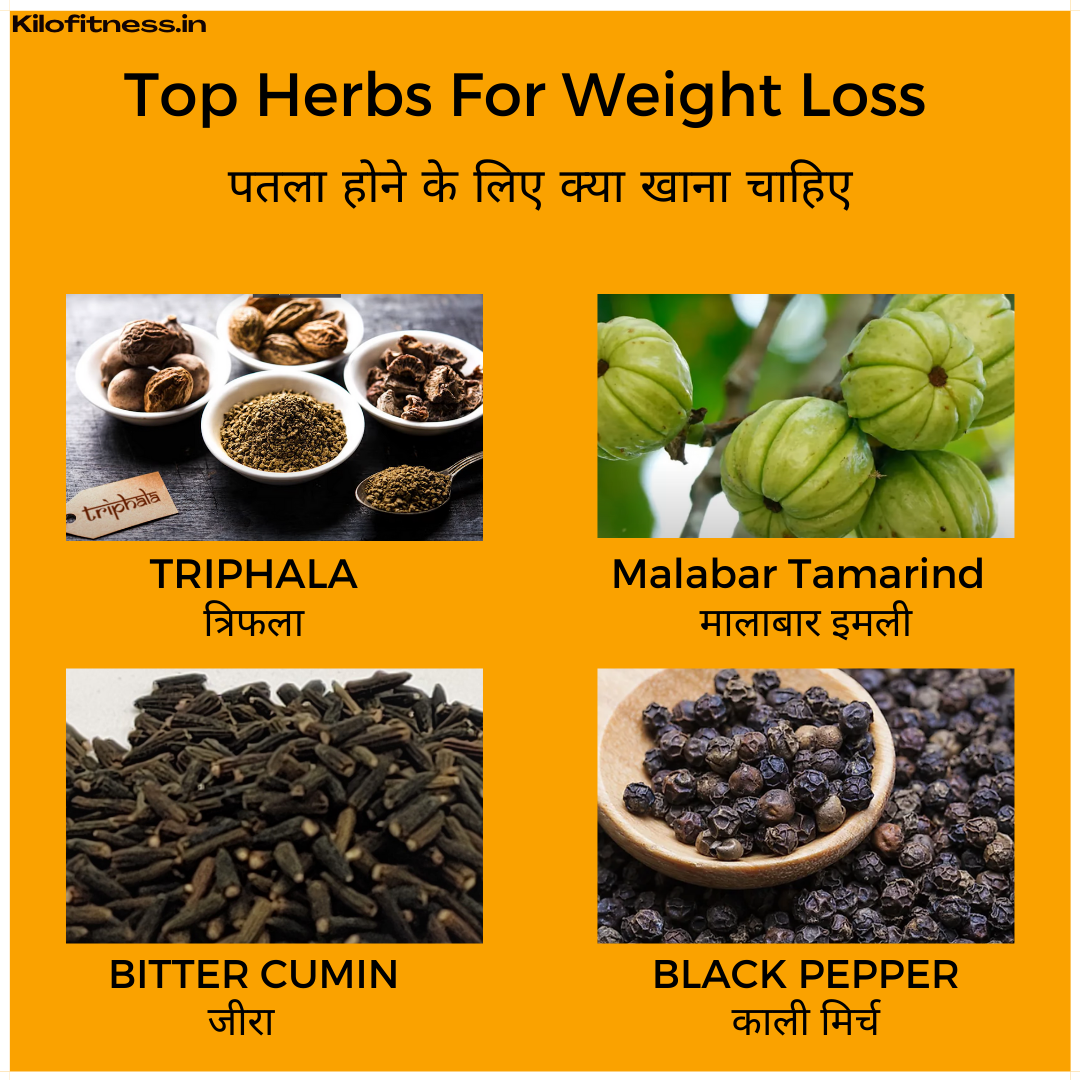 Kilofitness.in
Top Herbs For Weight Loss
पतला होने के लिए क्या खाना चाहिए
triphala
TRIPHALA
त्रिफला
Malabar Tamarind
मालाबार इमली
BITTER CUMIN
जीरा
BLACK PEPPER
काली मिर्च